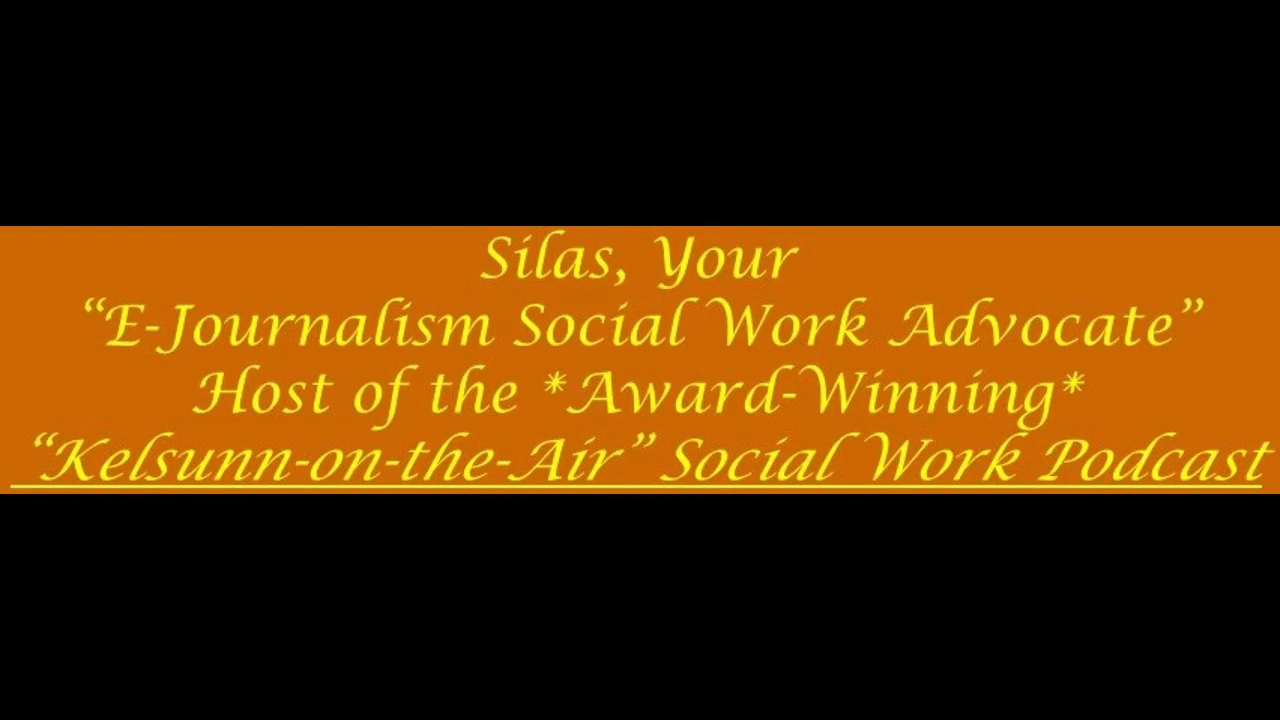 Silas, Your
“E-Journalism Social Work Advocate”
Host of the *Award-Winning*
“Kelsunn-on-the-Air” Social Work Podcast